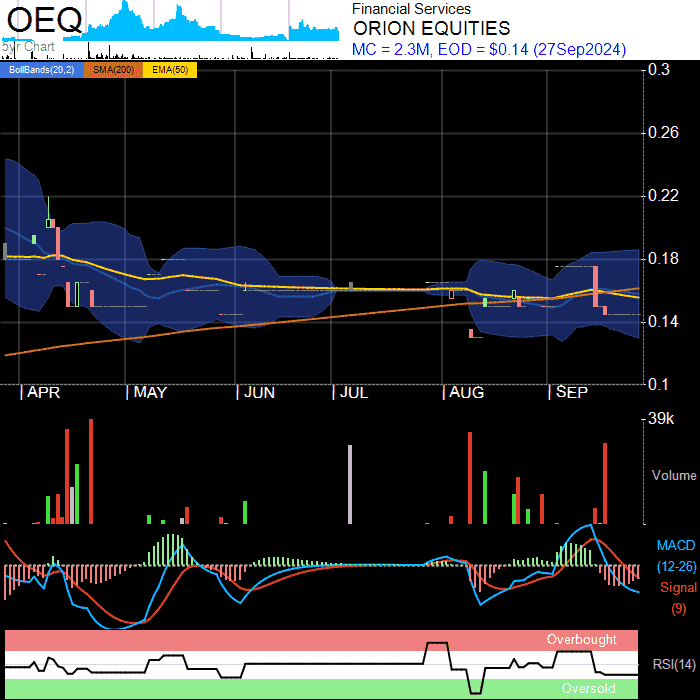 OEQ
5yr Chart
Financial Services
ORION EQUITIES
MC = 2.3M, EOD = $0.14 (27Sep2024)
BollBands(20,2) SMA(200) EMA(50)
0.3
0.26
0.22
0.18
0.14
0.1
APR MAY JUN JUL AUG SEP
39k
Volume
MACD
(12-26)
Signal
(9)
Overbought
RSI(14)
Oversold